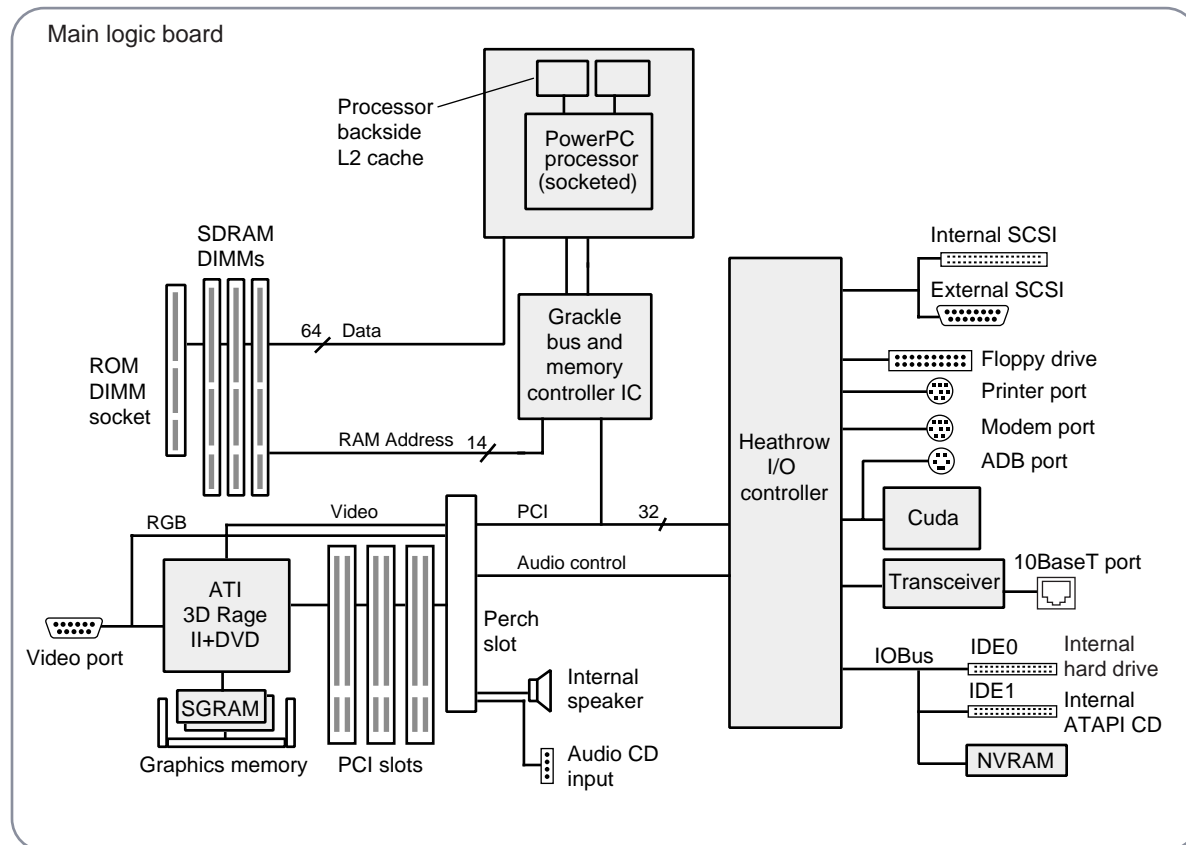 Main logic board
Processor
backside
L2 cache
PowerPC
processor
(socketed)
SDRAM
DIMMs
64 Data
ROM
DIMM
socket
RAM Address 14
Grackle
bus and
memory
controller IC
Heathrow
I/O
controller
Internal SCSI
External SCSI
Floppy drive
Printer port
Modem port
ADB port
Cuda
10BaseT port
Transceiver
IOBus
IDE0
Internal
hard drive
IDE1
Internal
ATAPI CD
NVRAM
RGB
Video
PCI
32
Audio control
ATI
3D Rage
II+DVD
Video port
SGRAM
Graphics memory
PCI slots
Perch
slot
Internal
speaker
Audio CD
input